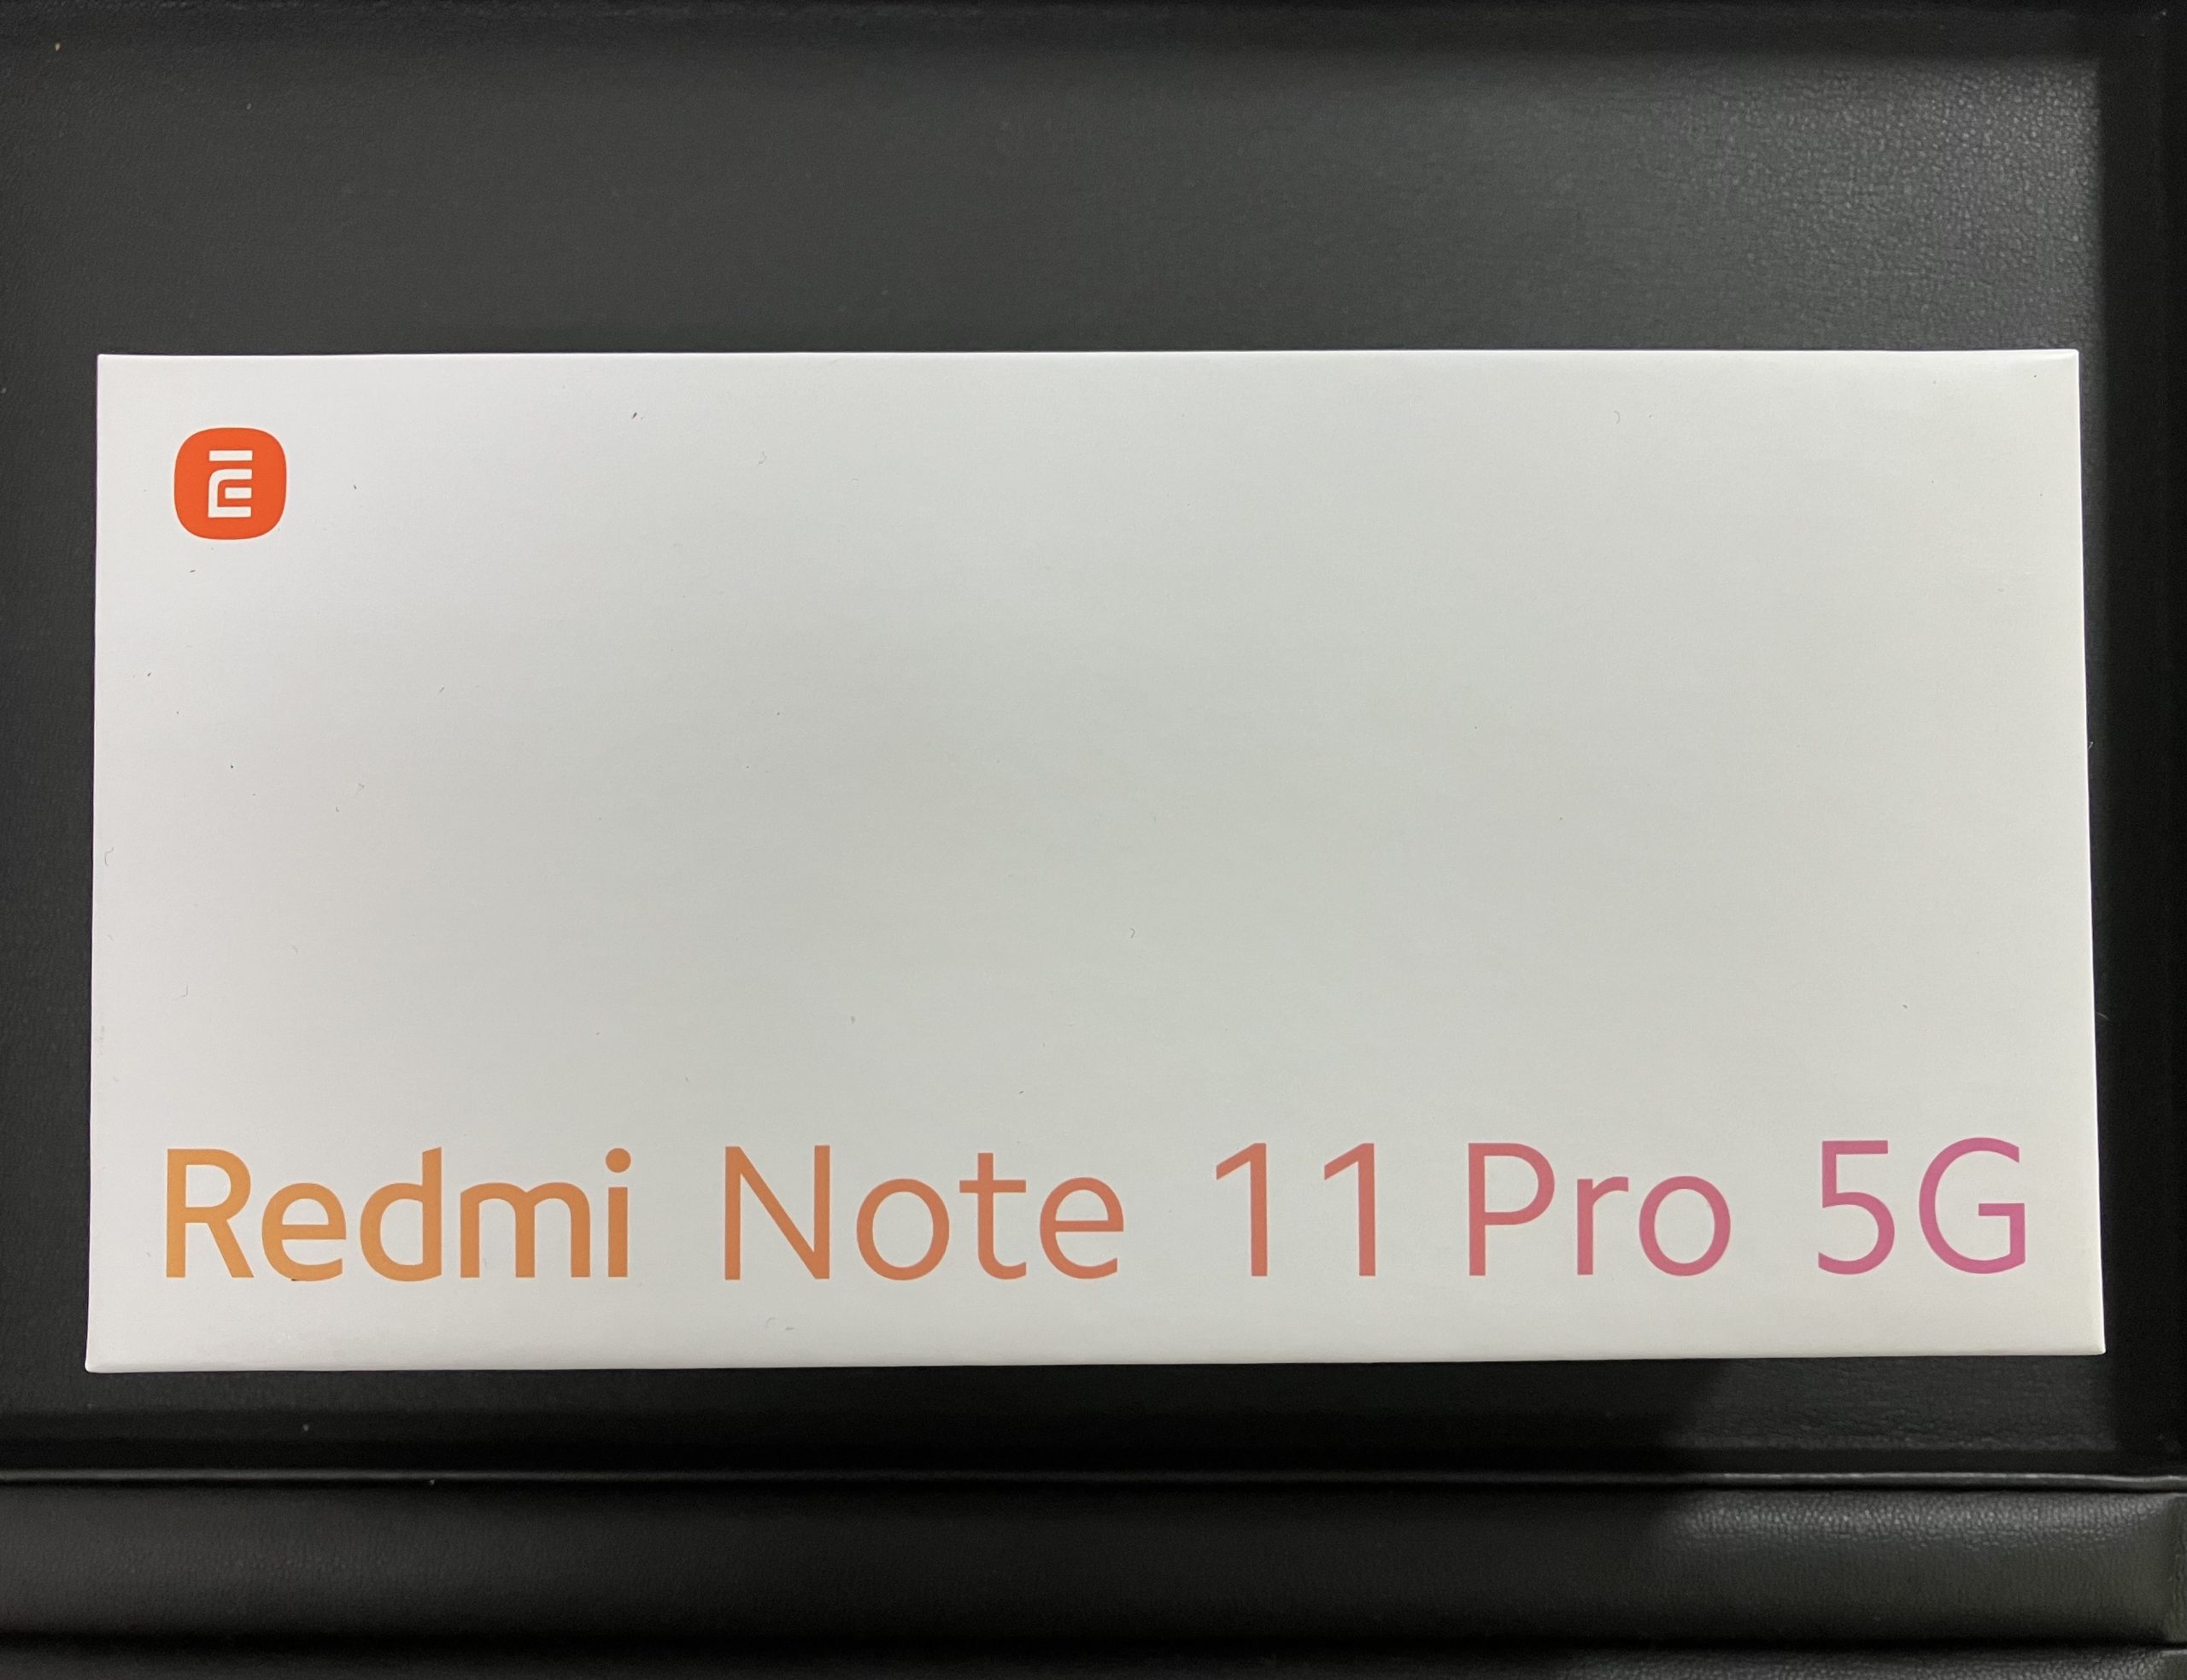 Redmi Note 11 Pro 5G